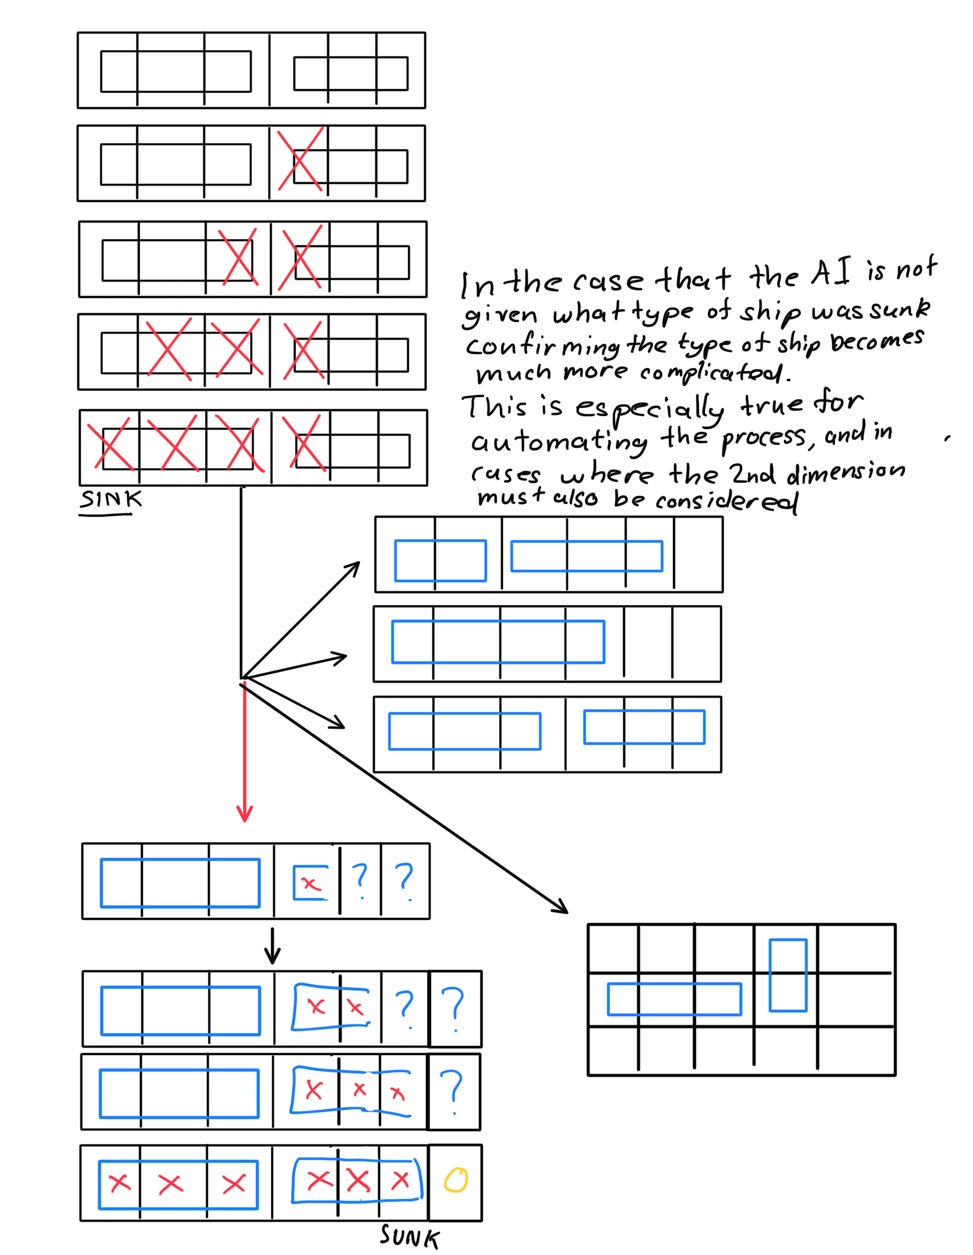 In the case that the AI is not
given what type of ship was sunk
confirming the type of ship becomes
much more complicated.
This is especially true for
automating the process, and in
cases where the 2nd dimension
must also be considered
SINK
X ? ?
X X ? ?
X X X ?
X X X X X X O
SUNK